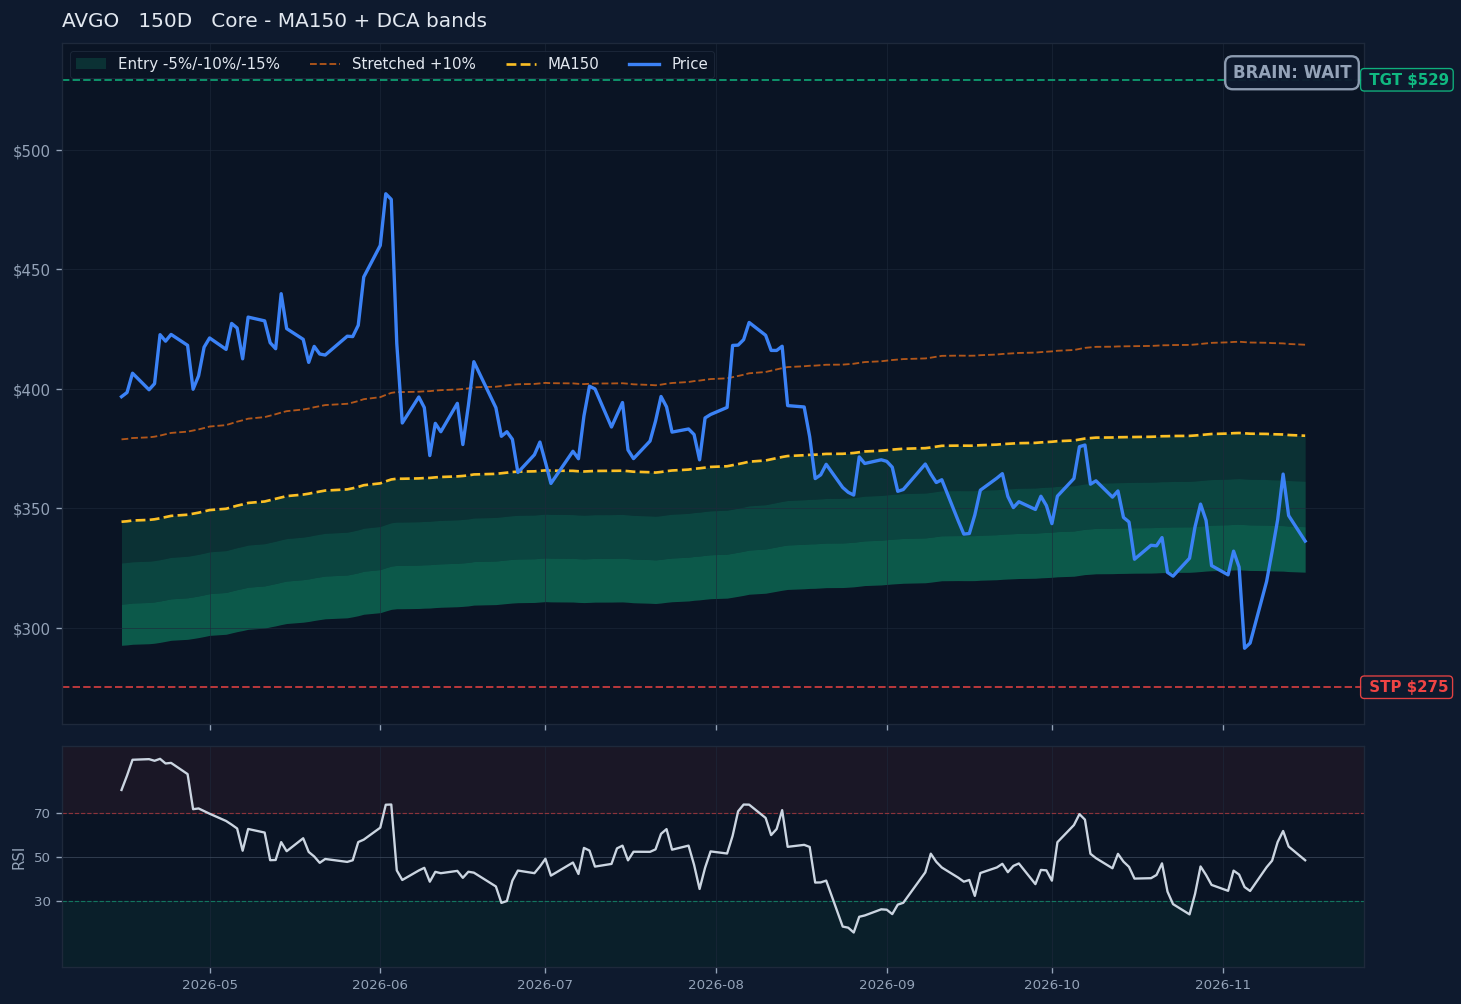 AVGO   150D   Core - MA150 + DCA bands
Entry -5%/-10%/-15%   Stretched +10%   MA150   Price
BRAIN: WAIT
TGT $529
$500
$450
$400
$350
$300
STP $275
70
50
30
RSI
2026-05   2026-06   2026-07   2026-08   2026-09   2026-10   2026-11